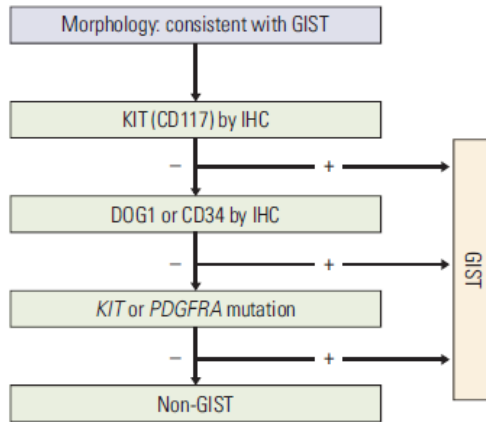 Morphology: consistent with GIST
KIT (CD117) by IHC
– +
DOG1 or CD34 by IHC
– +
KIT or PDGFRA mutation
– +
Non-GIST
GIST